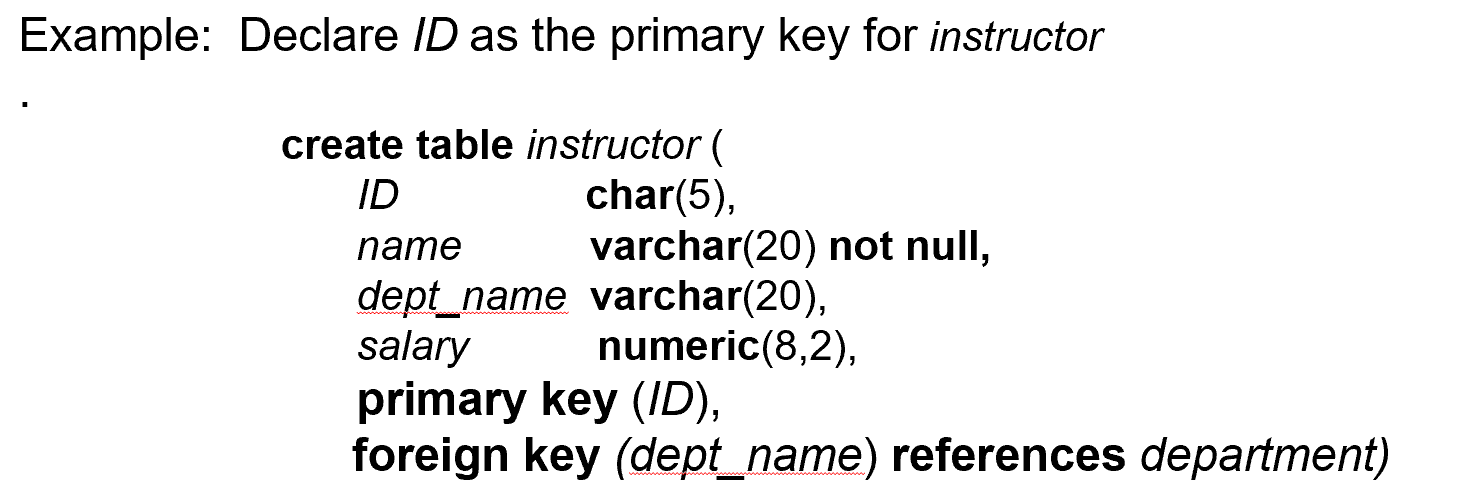 Example: Declare ID as the primary key for instructor
.
create table instructor (
ID char(5),
name varchar(20) not null,
dept_name varchar(20),
salary numeric(8,2),
primary key (ID),
foreign key (dept_name) references department)